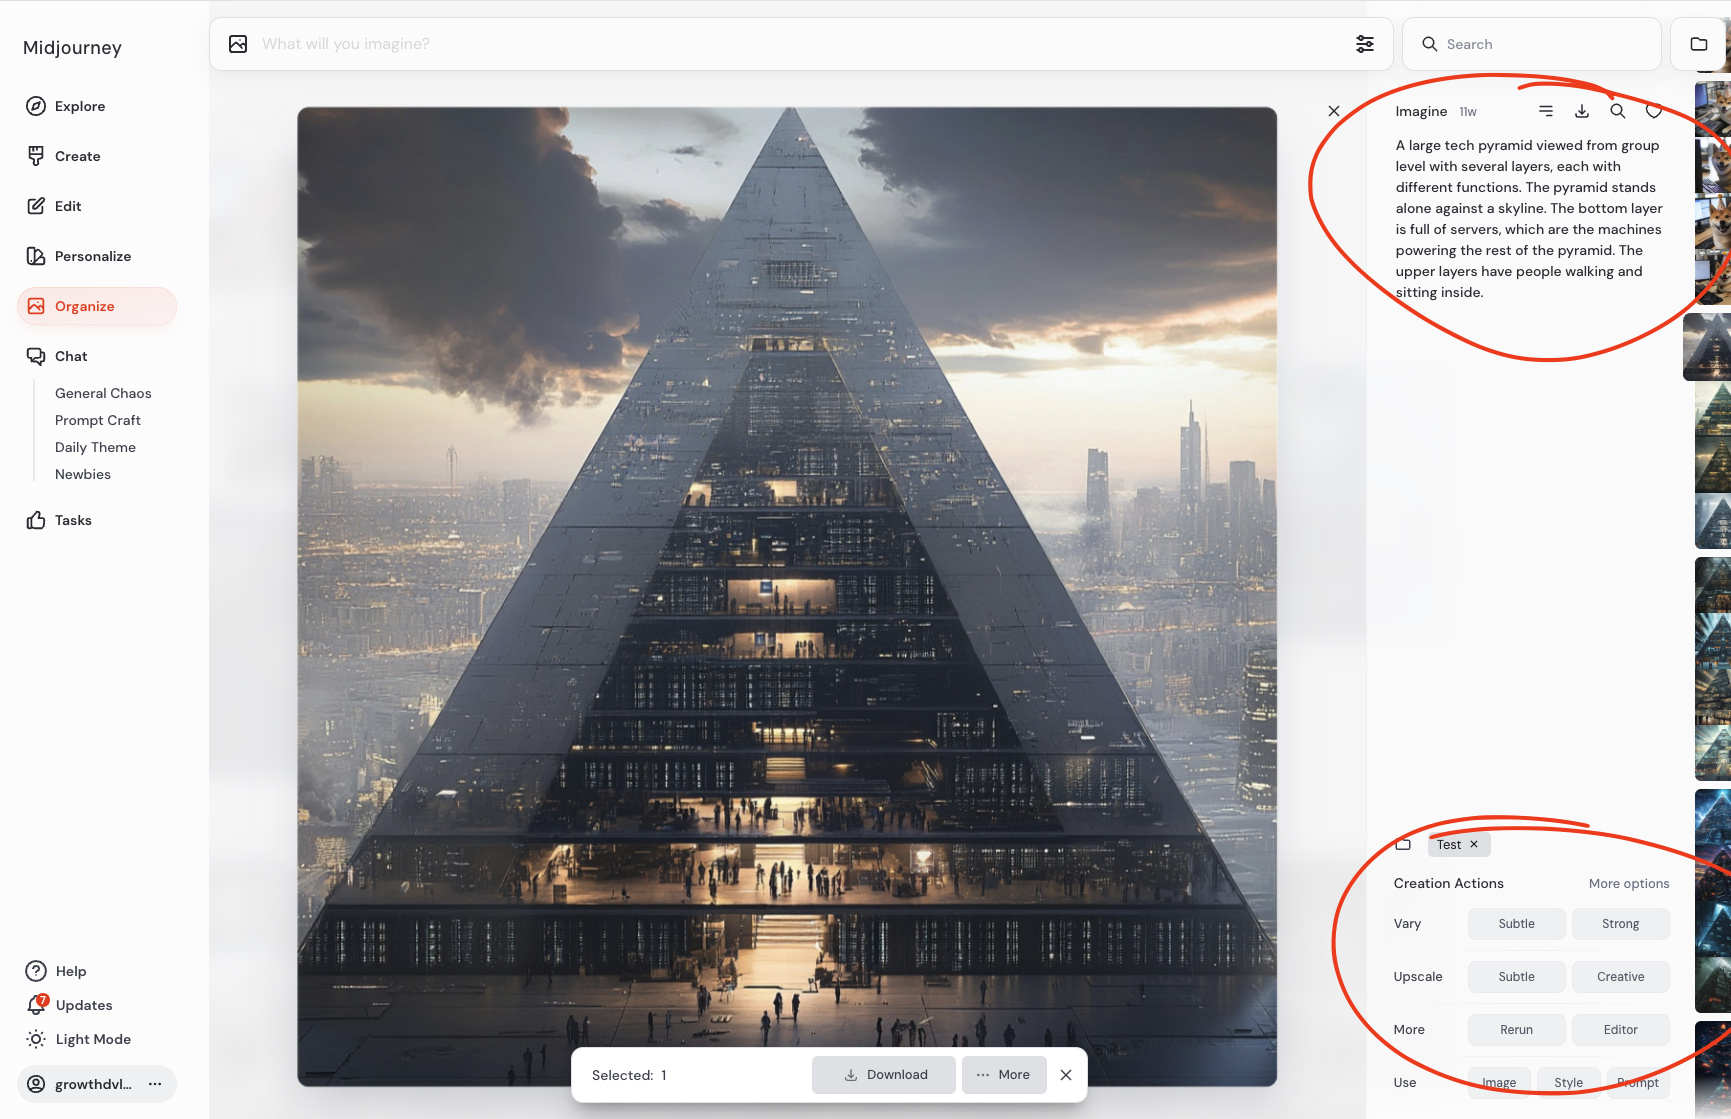 Midjourney
Explore
Create
Edit
Personalize
Organize
Chat
General Chaos
Prompt Craft
Daily Theme
Newbies
Tasks
Help
7
Updates
Light Mode
growthdvl...
What will you imagine?
Search
Imagine 11w
A large tech pyramid viewed from group
level with several layers, each with
different functions. The pyramid stands
alone against a skyline. The bottom layer
is full of servers, which are the machines
powering the rest of the pyramid. The
upper layers have people walking and
sitting inside.
Test
Creation Actions More options
Vary Subtle Strong
Upscale Subtle Creative
More Rerun Editor
Use Image Style Prompt
Selected: 1 Download More